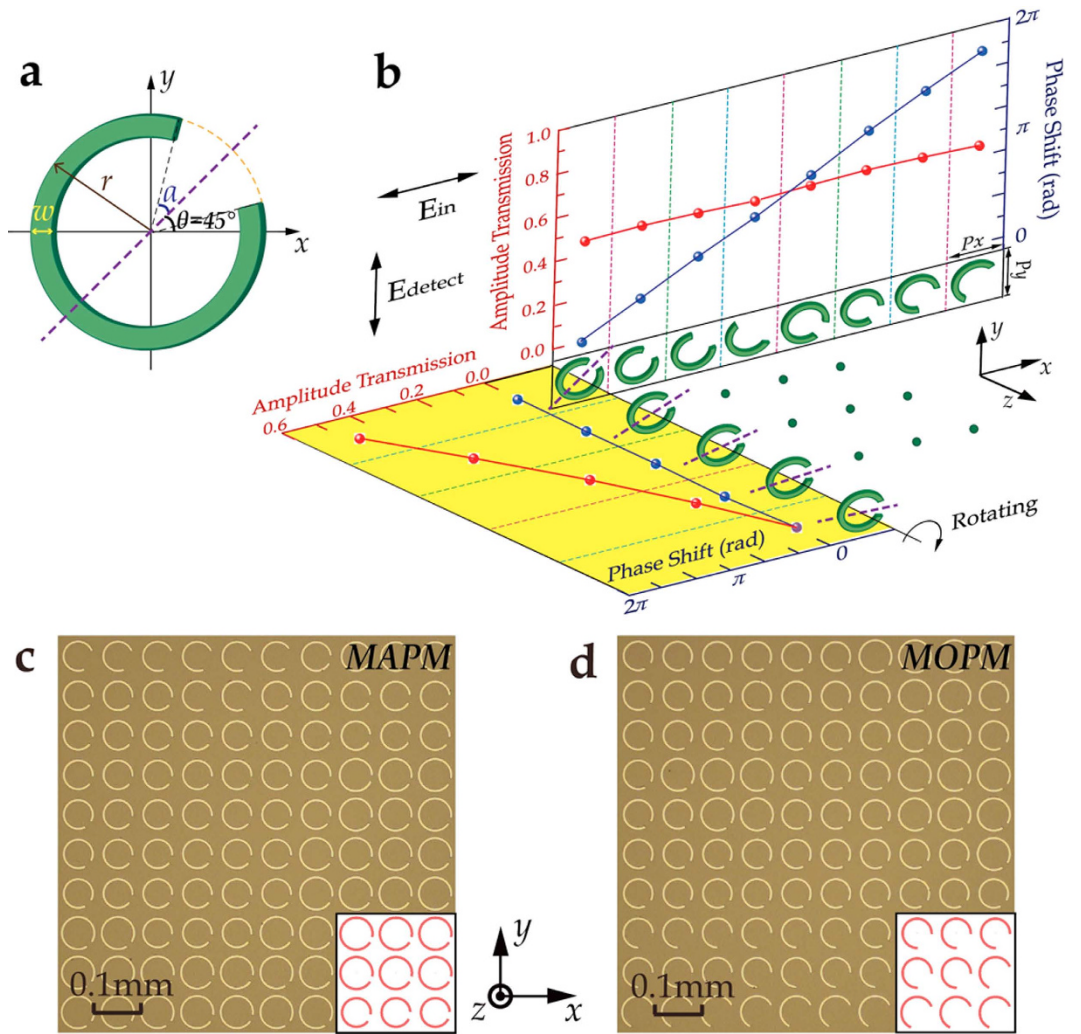 a
y
r
a
w
θ=45°
x
b
Ein
Edetect
Amplitude Transmission
1.0
0.8
0.6
0.4
0.2
0.0
2π
π
0
Phase Shift (rad)
Px
Py
y
x
z
Amplitude Transmission
0.6
0.4
0.2
0.0
Phase Shift (rad)
2π
π
0
Rotating
c
MAPM
0.1mm
y
z
x
d
MOPM
0.1mm